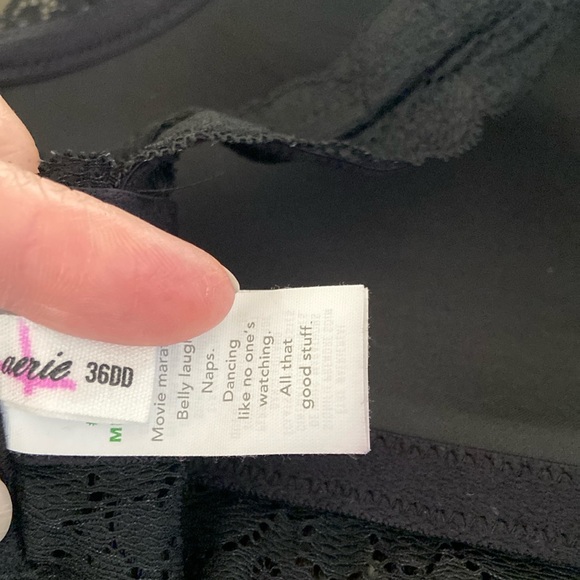 aerie 36DD
M
Movie mara
Belly laug
Naps.
Dancing
like no one's
watching.
All that
good stuff.